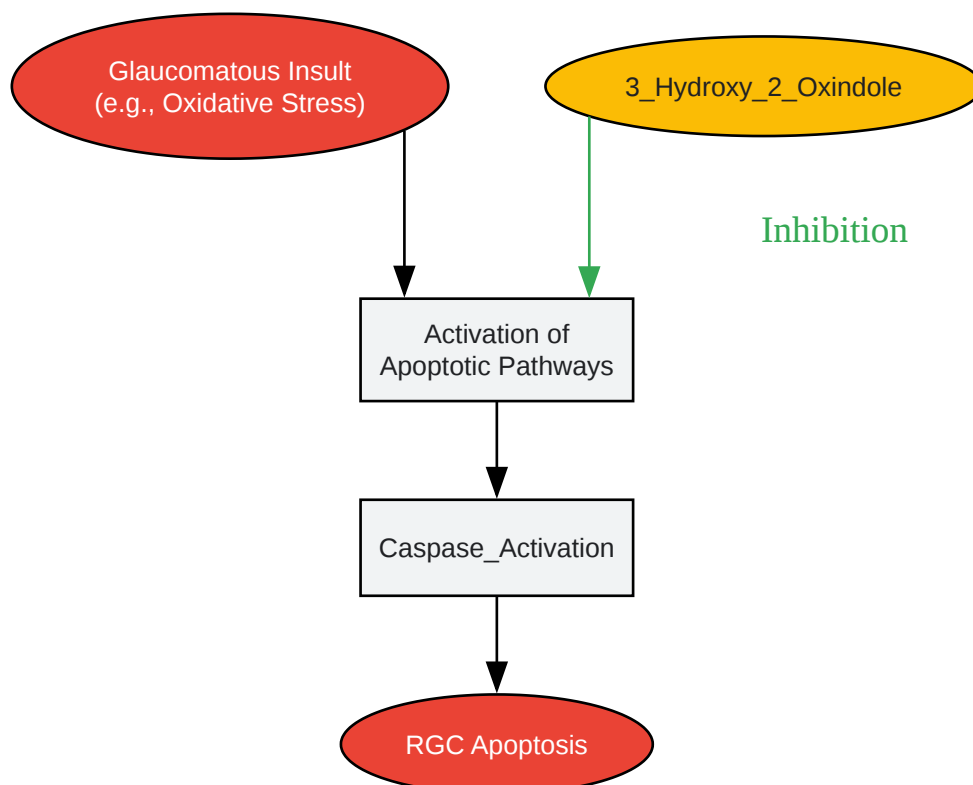 Glaucomatous Insult
(e.g., Oxidative Stress)
3_Hydroxy_2_Oxindole
Inhibition
Activation of
Apoptotic Pathways
Caspase_Activation
RGC Apoptosis